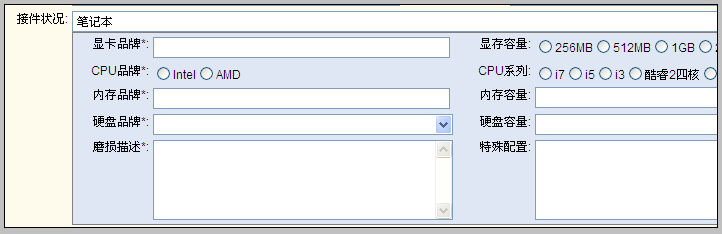 接件状况: 笔记本
显卡品牌*: 显存容量: 256MB 512MB 1GB
CPU品牌*: Intel AMD CPU系列: i7 i5 i3 酷睿2四核
内存品牌*: 内存容量:
硬盘品牌*: 硬盘容量:
磨损描述*: 特殊配置: